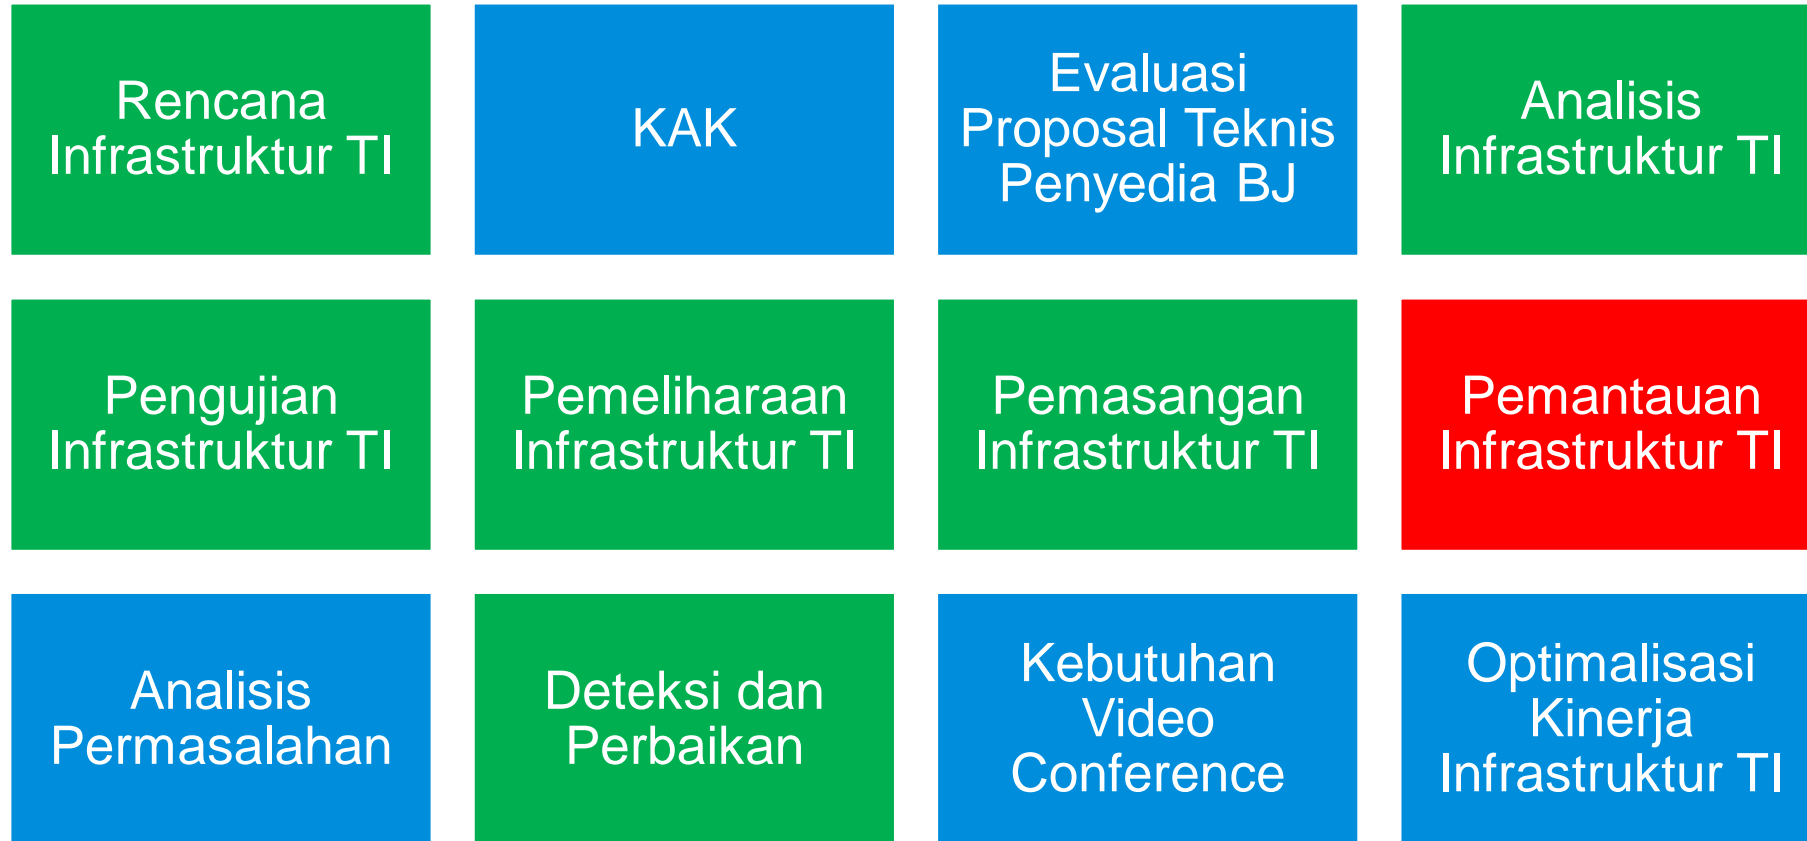 Rencana
Infrastruktur TI
KAK
Evaluasi
Proposal Teknis
Penyedia BJ
Analisis
Infrastruktur TI
Pengujian
Infrastruktur TI
Pemeliharaan
Infrastruktur TI
Pemasangan
Infrastruktur TI
Pemantauan
Infrastruktur TI
Analisis
Permasalahan
Deteksi dan
Perbaikan
Kebutuhan
Video
Conference
Optimalisasi
Kinerja
Infrastruktur TI